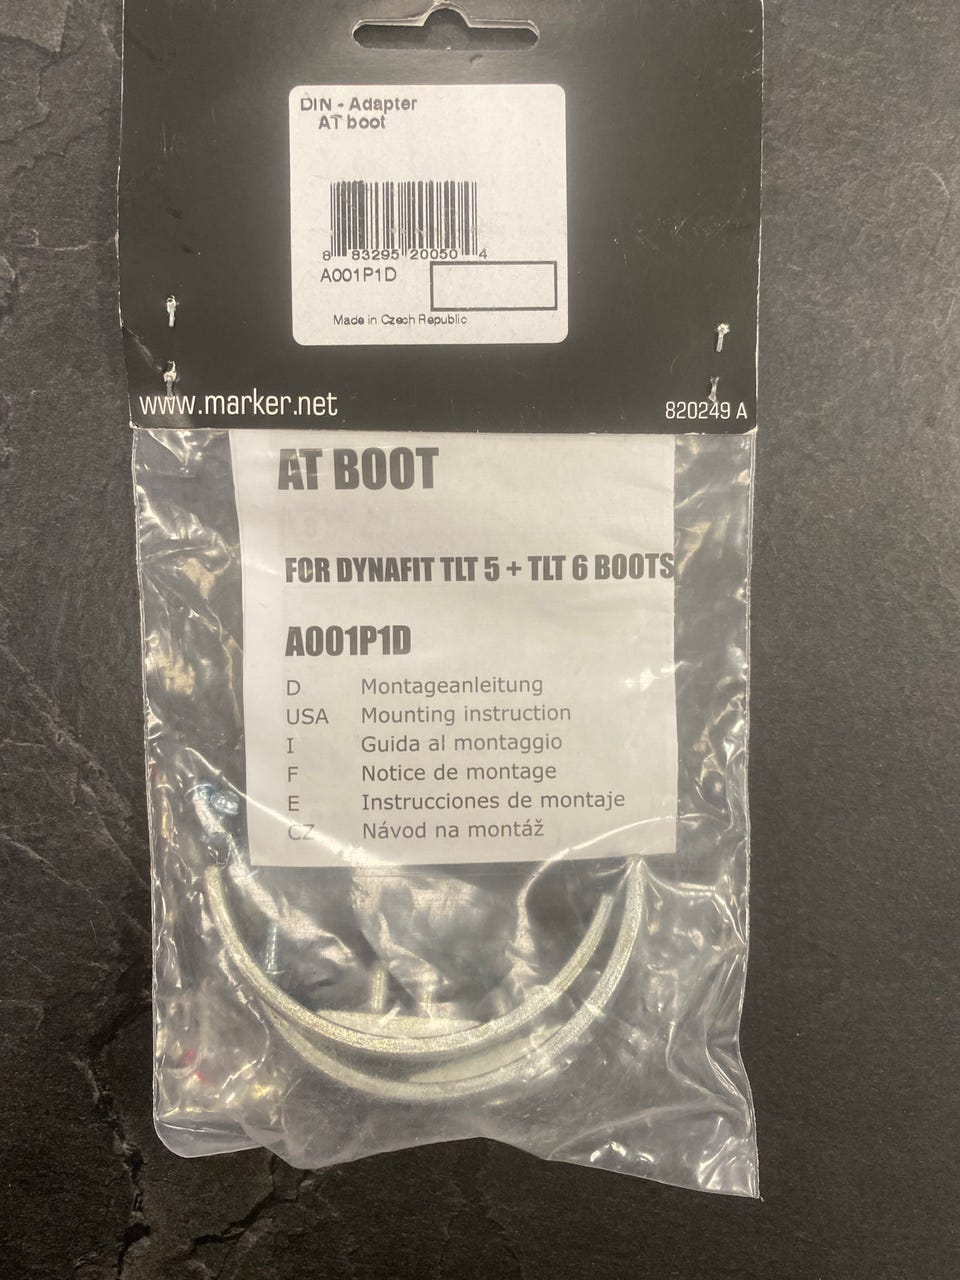 DIN - Adapter
AT boot
8 83295 20050 4
A001P1D
Made in Czech Republic
www.marker.net
820249 A
AT BOOT
FOR DYNAFIT TLT 5 + TLT 6 BOOTS
A001P1D
D Montageanleitung
USA Mounting instruction
I Guida al montaggio
F Notice de montage
E Instrucciones de montaje
CZ Návod na montáž